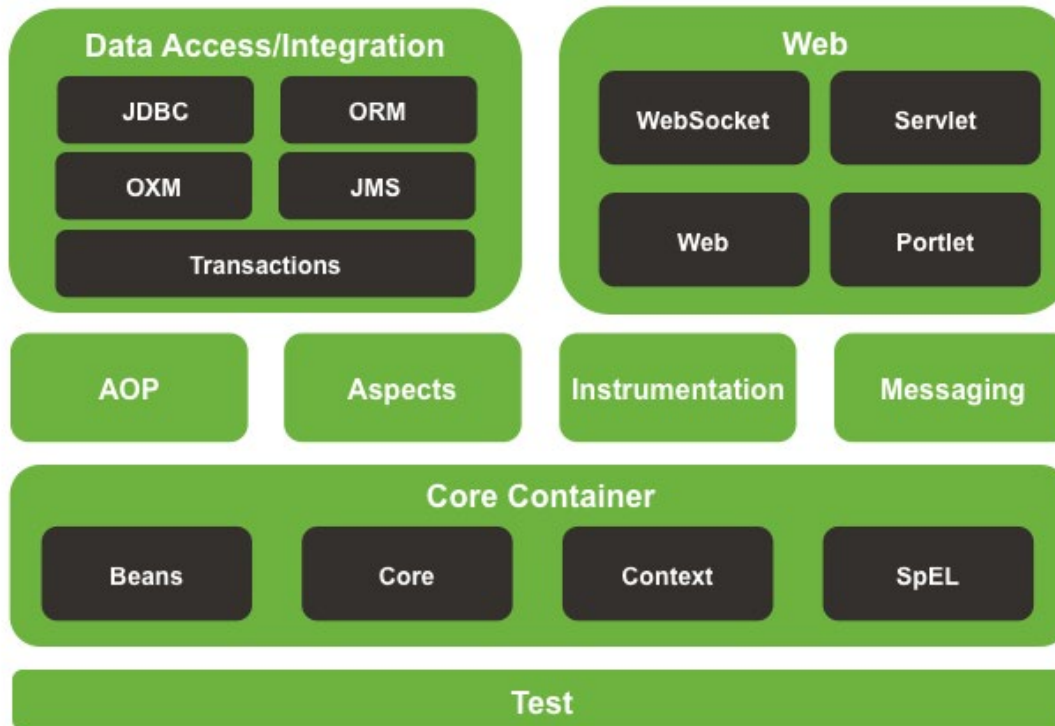 Data Access/Integration
JDBC
ORM
OXM
JMS
Transactions
Web
WebSocket
Servlet
Web
Portlet
AOP
Aspects
Instrumentation
Messaging
Core Container
Beans
Core
Context
SpEL
Test